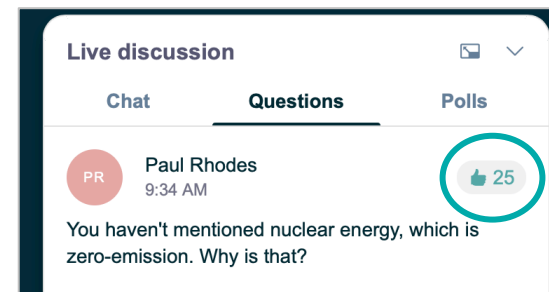 Live discussion
Chat Questions Polls
PR
Paul Rhodes
9:34 AM
25
You haven't mentioned nuclear energy, which is
zero-emission. Why is that?